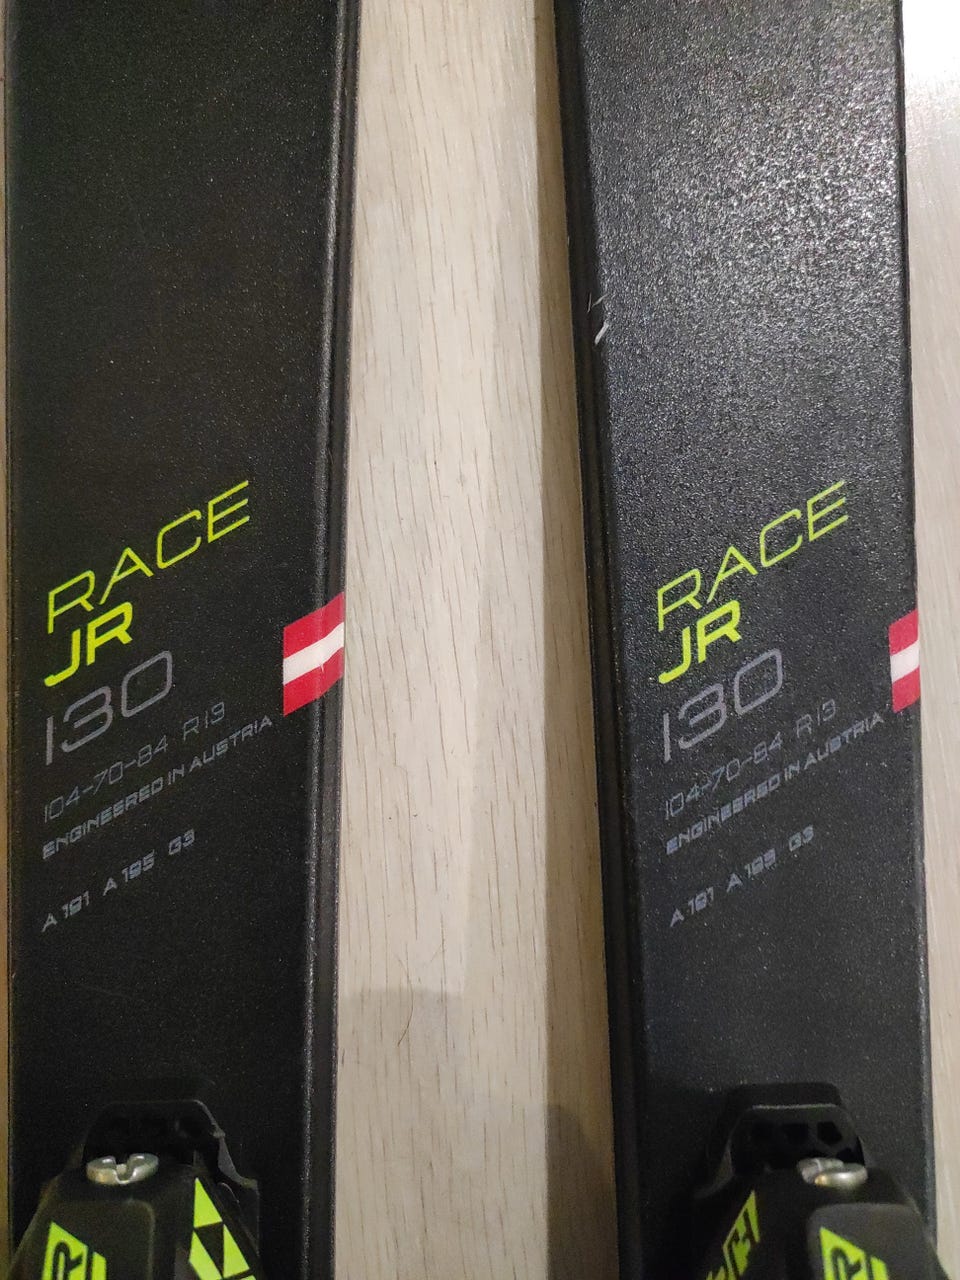 RACE
JR
130
104-70-84 R13
ENGINEERED IN AUSTRIA
A 191 A 195 G3
RACE
JR
130
104-70-84 R13
ENGINEERED IN AUSTRIA
A 191 A 195 G3
R
R